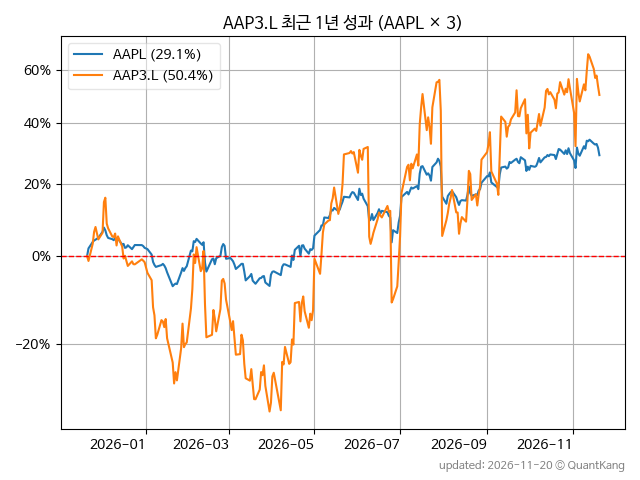 AAP3.L 최근 1년 성과 (AAPL × 3)
AAPL (29.1%)
AAP3.L (50.4%)
60%
40%
20%
0%
−20%
2026-01
2026-03
2026-05
2026-07
2026-09
2026-11
updated: 2026-11-20 © QuantKang